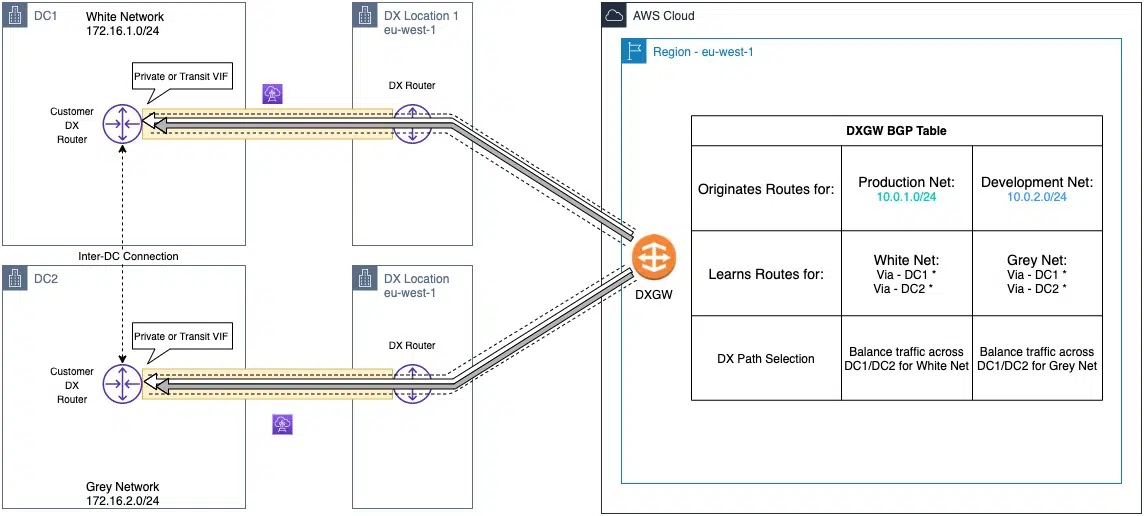 DC1
White Network
172.16.1.0/24
Private or Transit VIF
Customer
DX
Router
DX Location 1
eu-west-1
DX Router
Inter-DC Connection
DC2
Private or Transit VIF
Customer
DX
Router
Grey Network
172.16.2.0/24
DX Location
eu-west-1
DX Router
DXGW
AWS Cloud
Region - eu-west-1
DXGW BGP Table
Originates Routes for:
Production Net:
10.0.1.0/24
Development Net:
10.0.2.0/24
Learns Routes for:
White Net:
Via - DC1 *
Via - DC2 *
Grey Net:
Via - DC1 *
Via - DC2 *
DX Path Selection
Balance traffic across
DC1/DC2 for White Net
Balance traffic across
DC1/DC2 for Grey Net